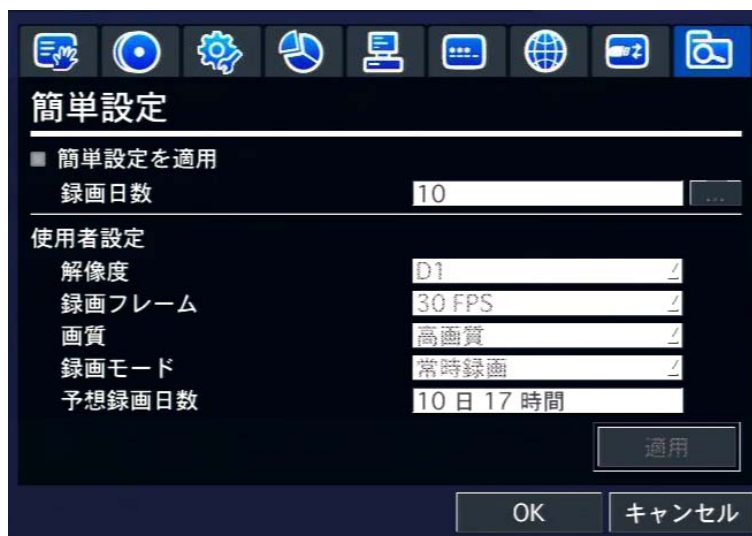 簡単設定
簡単設定を適用
録画日数 10 ...
使用者設定
解像度 D1
録画フレーム 30 FPS
画質 高画質
録画モード 常時録画
予想録画日数 10 日 17 時間
適用
OK キャンセル